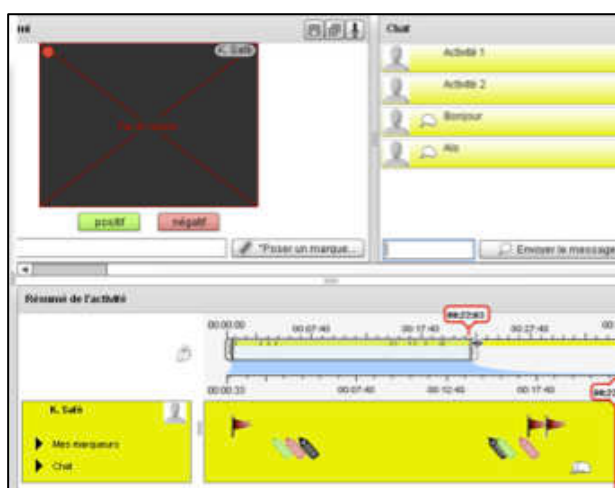 Chat
K. Safé
Activité 1
Activité 2
Bonjour
Alo
positif
négatif
*Poser un marque...
Envoyer le message
Résumé de l'activité
00:22:03
00:00:00
00:07:40
00:17:40
00:27:40
00:00:33
00:07:40
00:12:40
00:17:40
K. Safé
Mes marqueurs
Chat